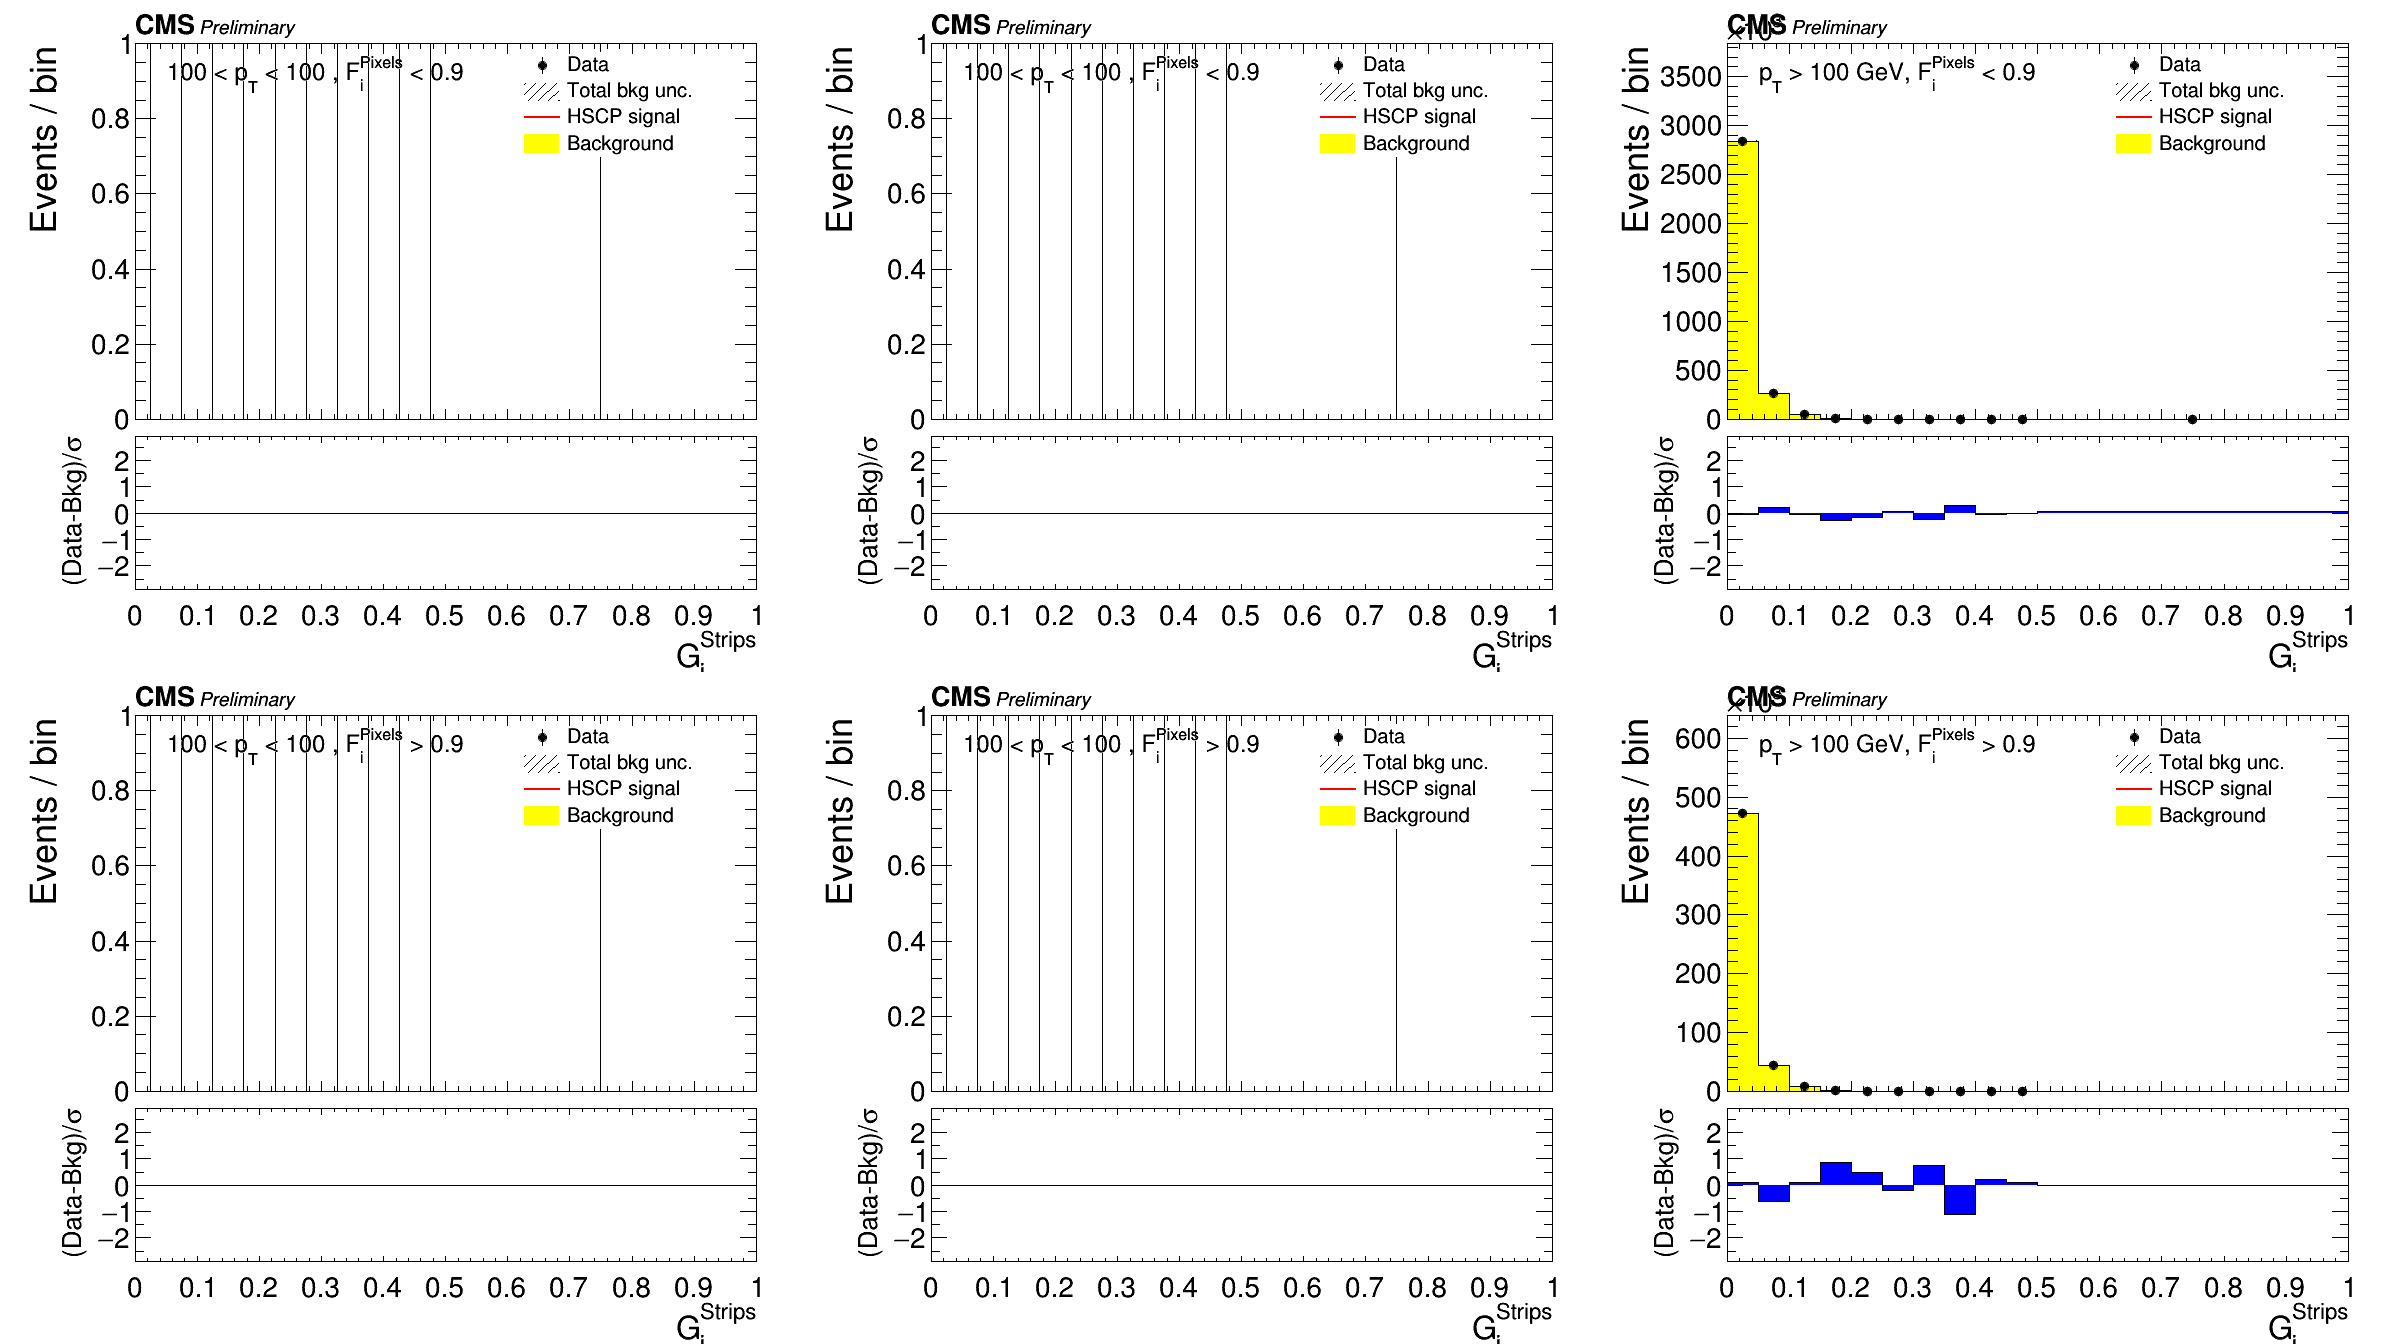 CMS Preliminary
Events / bin
1
0.8
0.6
0.4
0.2
0
100 < p_T < 100 , F_i^Pixels < 0.9
Data
Total bkg unc.
HSCP signal
Background
(Data-Bkg)/σ
2
1
0
−1
−2
0 0.1 0.2 0.3 0.4 0.5 0.6 0.7 0.8 0.9 1
G_i^Strips
CMS Preliminary
Events / bin
1
0.8
0.6
0.4
0.2
0
100 < p_T < 100 , F_i^Pixels < 0.9
Data
Total bkg unc.
HSCP signal
Background
(Data-Bkg)/σ
2
1
0
−1
−2
0 0.1 0.2 0.3 0.4 0.5 0.6 0.7 0.8 0.9 1
G_i^Strips
CMS Preliminary
×10³
Events / bin
3500
3000
2500
2000
1500
1000
500
0
p_T > 100 GeV, F_i^Pixels < 0.9
Data
Total bkg unc.
HSCP signal
Background
(Data-Bkg)/σ
2
1
0
−1
−2
0 0.1 0.2 0.3 0.4 0.5 0.6 0.7 0.8 0.9 1
G_i^Strips
CMS Preliminary
Events / bin
1
0.8
0.6
0.4
0.2
0
100 < p_T < 100 , F_i^Pixels > 0.9
Data
Total bkg unc.
HSCP signal
Background
(Data-Bkg)/σ
2
1
0
−1
−2
0 0.1 0.2 0.3 0.4 0.5 0.6 0.7 0.8 0.9 1
G_i^Strips
CMS Preliminary
Events / bin
1
0.8
0.6
0.4
0.2
0
100 < p_T < 100 , F_i^Pixels > 0.9
Data
Total bkg unc.
HSCP signal
Background
(Data-Bkg)/σ
2
1
0
−1
−2
0 0.1 0.2 0.3 0.4 0.5 0.6 0.7 0.8 0.9 1
G_i^Strips
CMS Preliminary
×10³
Events / bin
600
500
400
300
200
100
0
p_T > 100 GeV, F_i^Pixels > 0.9
Data
Total bkg unc.
HSCP signal
Background
(Data-Bkg)/σ
2
1
0
−1
−2
0 0.1 0.2 0.3 0.4 0.5 0.6 0.7 0.8 0.9 1
G_i^Strips